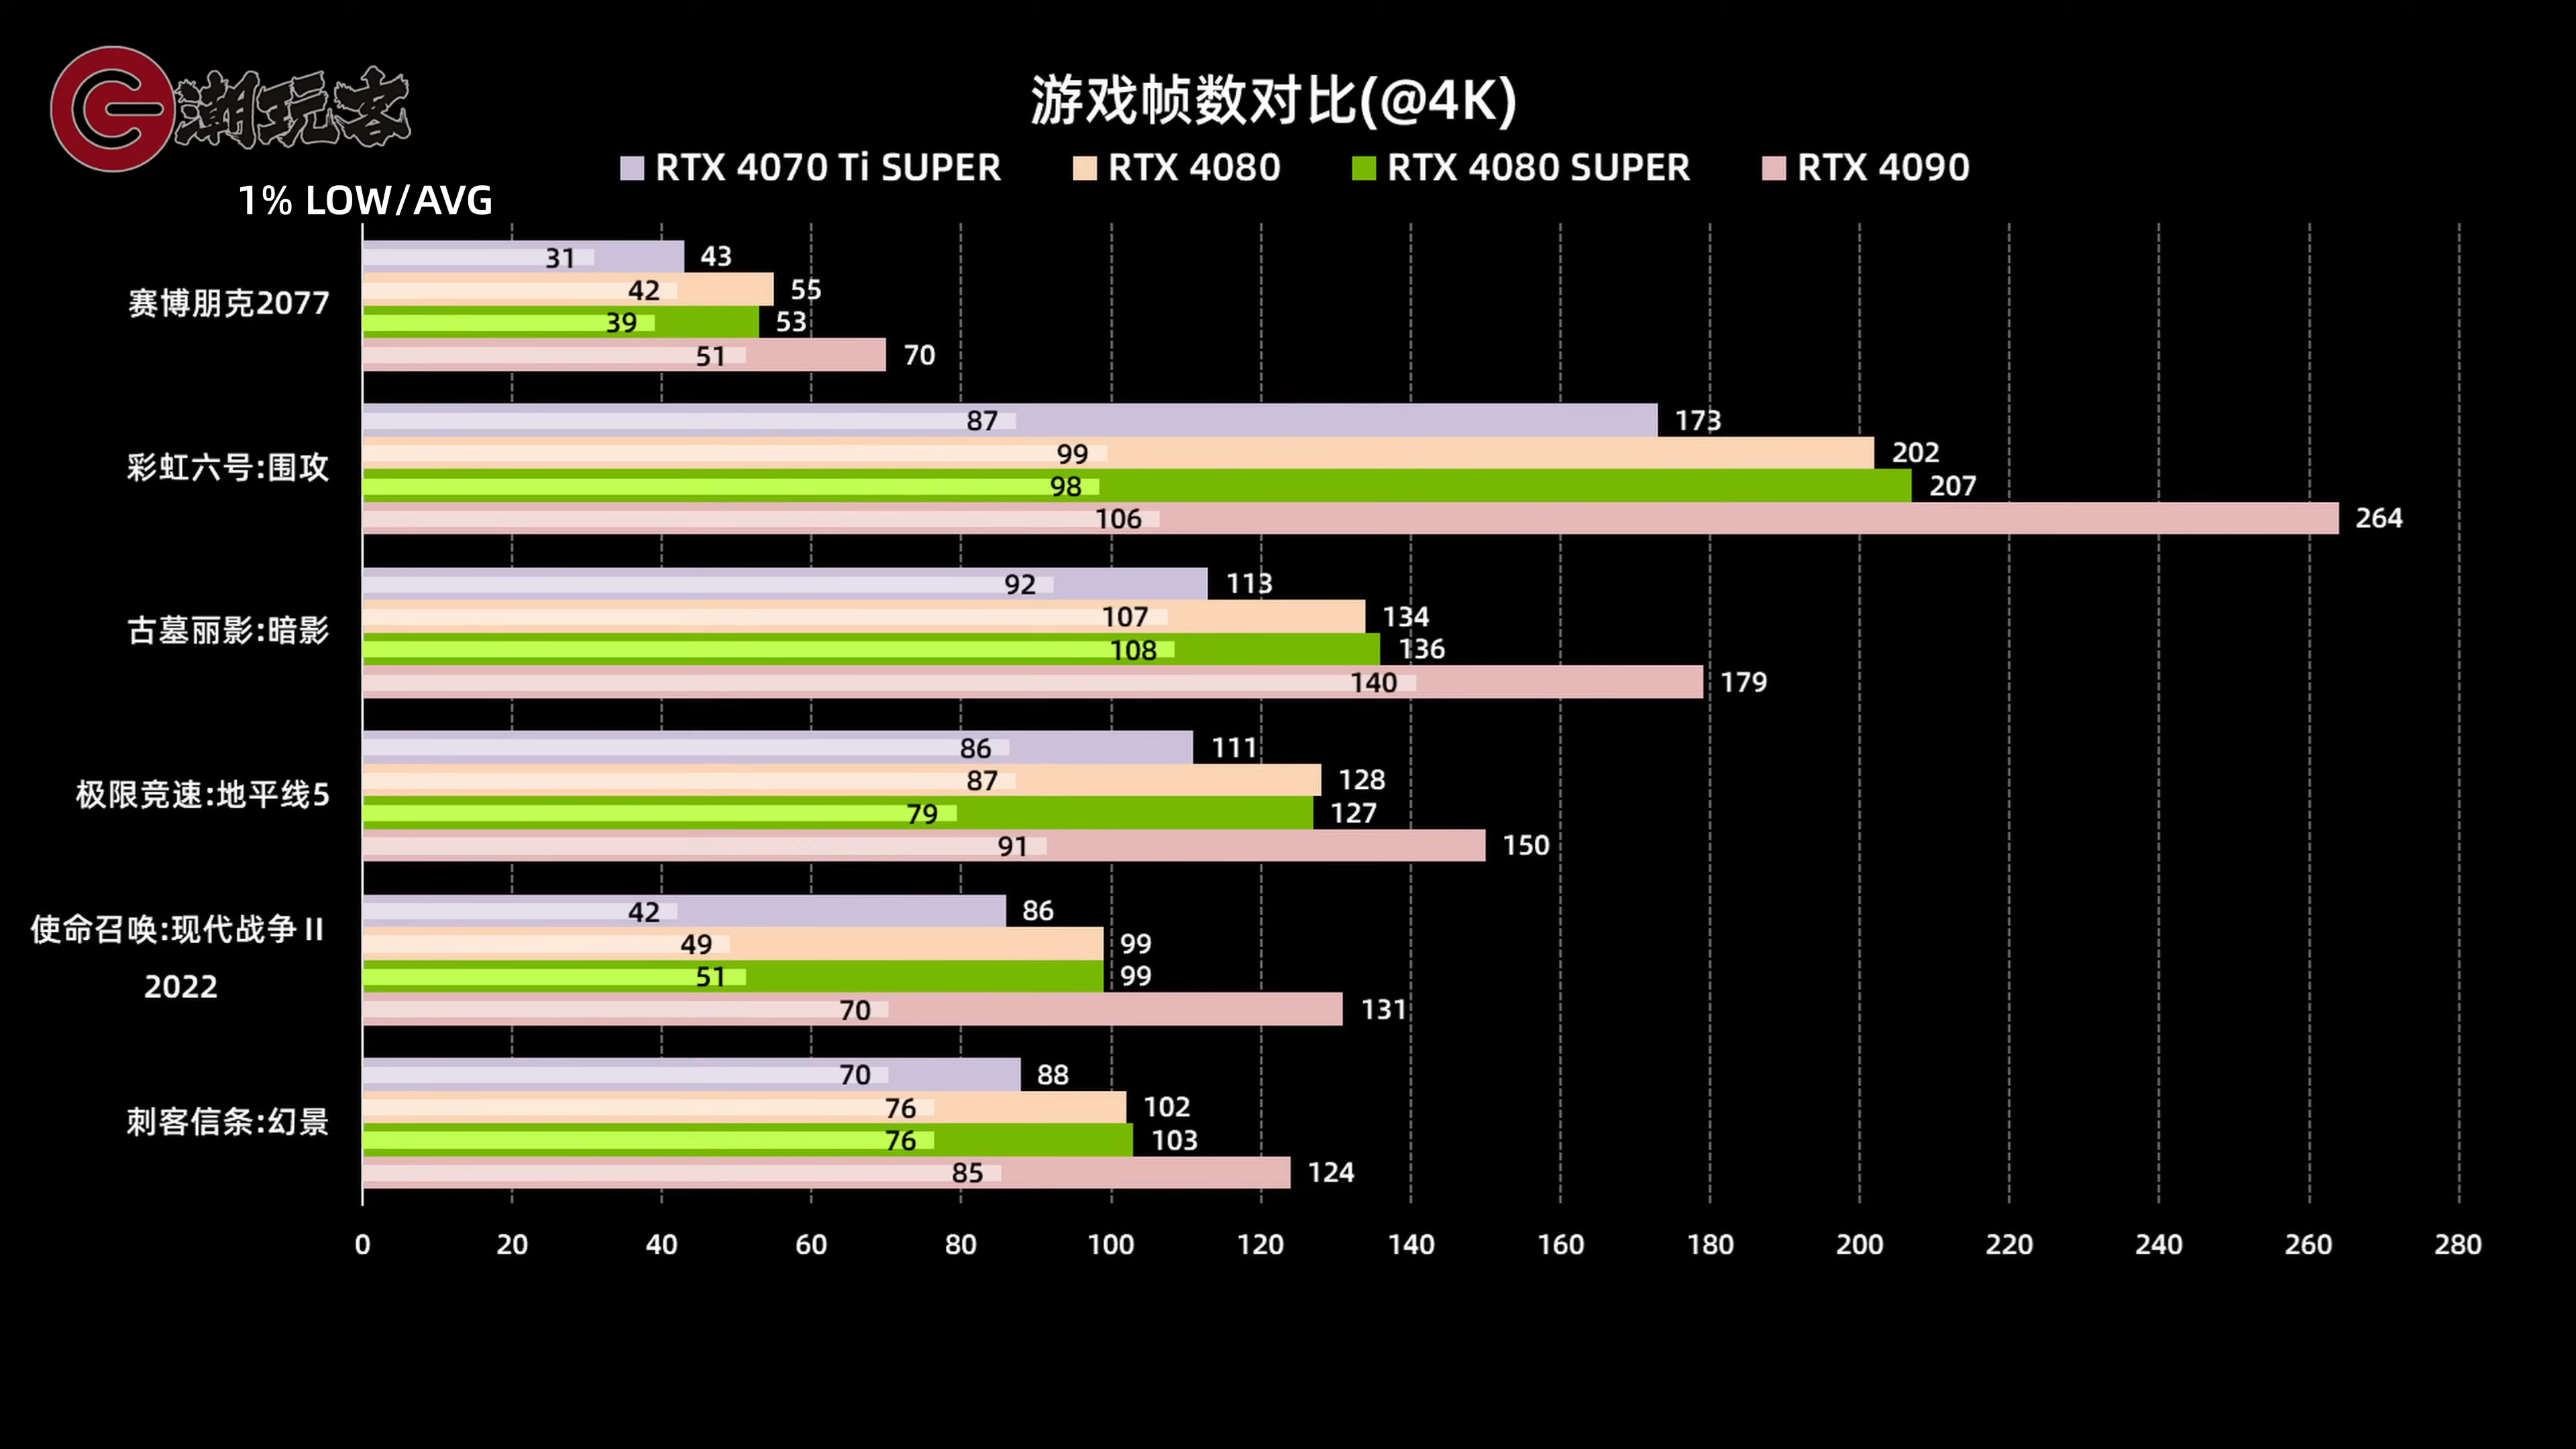 潮玩客
游戏帧数对比(@4K)
RTX 4070 Ti SUPER RTX 4080 RTX 4080 SUPER RTX 4090
1% LOW/AVG
赛博朋克2077
31 43
42 55
39 53
51 70
彩虹六号:围攻
87 173
99 202
98 207
106 264
古墓丽影:暗影
92 113
107 134
108 136
140 179
极限竞速:地平线5
86 111
87 128
79 127
91 150
使命召唤:现代战争II
2022
42 86
49 99
51 99
70 131
刺客信条:幻景
70 88
76 102
76 103
85 124
0 20 40 60 80 100 120 140 160 180 200 220 240 260 280